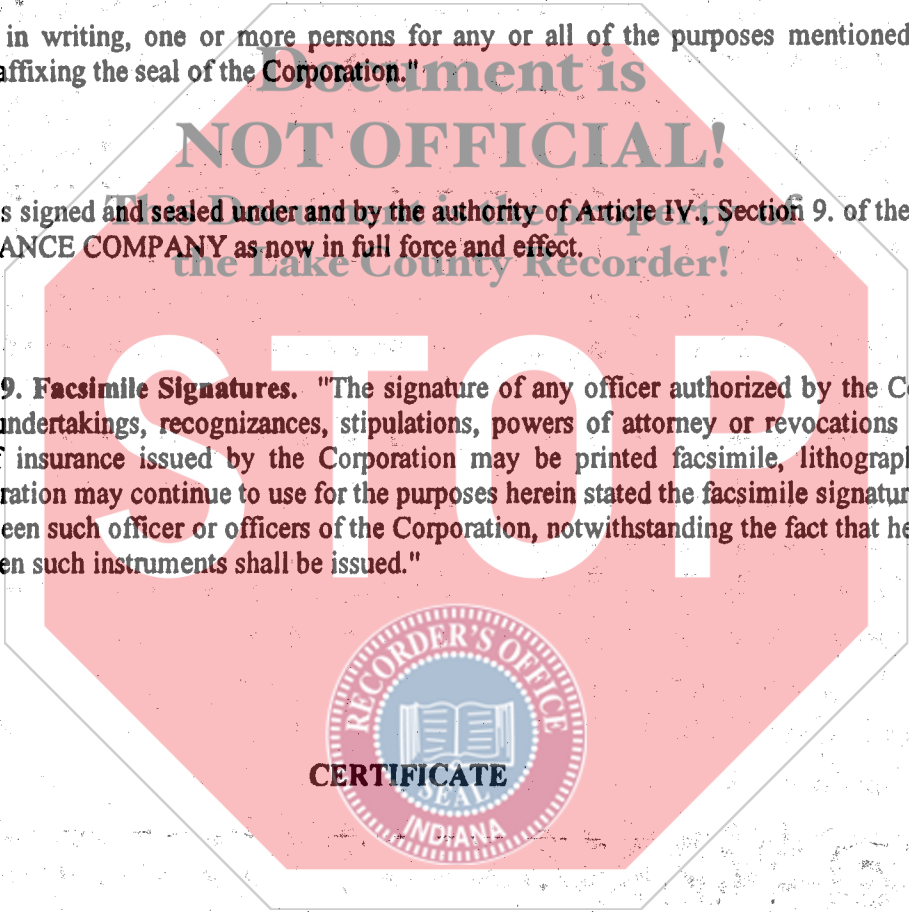 in writing, one or more persons for any or all of the purposes mentioned
affixing the seal of the Corporation."
Document is
NOT OFFICIAL!
This Document is the property of
the Lake County Recorder!
s signed and sealed under and by the authority of Article IV., Section 9. of the
ANCE COMPANY as now in full force and effect.
STOP
9. Facsimile Signatures. "The signature of any officer authorized by the
undertakings, recognizances, stipulations, powers of attorney or revocations
insurance issued by the Corporation may be printed facsimile, lithograp
ration may continue to use for the purposes herein stated the facsimile signatur
een such officer or officers of the Corporation, notwithstanding the fact that he
en such instruments shall be issued."
RECORDER'S OFFICE
SEAL
INDIANA
CERTIFICATE